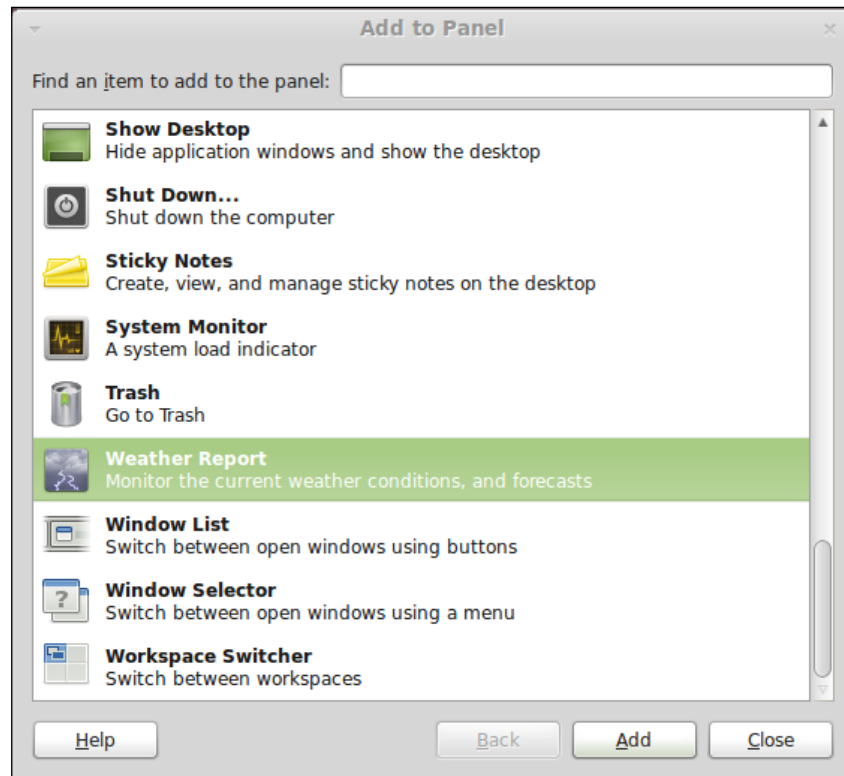 Add to Panel
Find an item to add to the panel:
Show Desktop
Hide application windows and show the desktop
Shut Down...
Shut down the computer
Sticky Notes
Create, view, and manage sticky notes on the desktop
System Monitor
A system load indicator
Trash
Go to Trash
Weather Report
Monitor the current weather conditions, and forecasts
Window List
Switch between open windows using buttons
?
Window Selector
Switch between open windows using a menu
Workspace Switcher
Switch between workspaces
Help Back Add Close